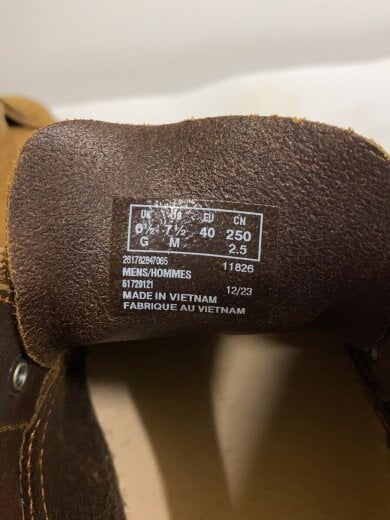 UK US EU CN
6½ 7½ 40 250
G M 2.5
261782847065 11826
MENS/HOMMES
61720121 12/23
MADE IN VIETNAM
FABRIQUE AU VIETNAM